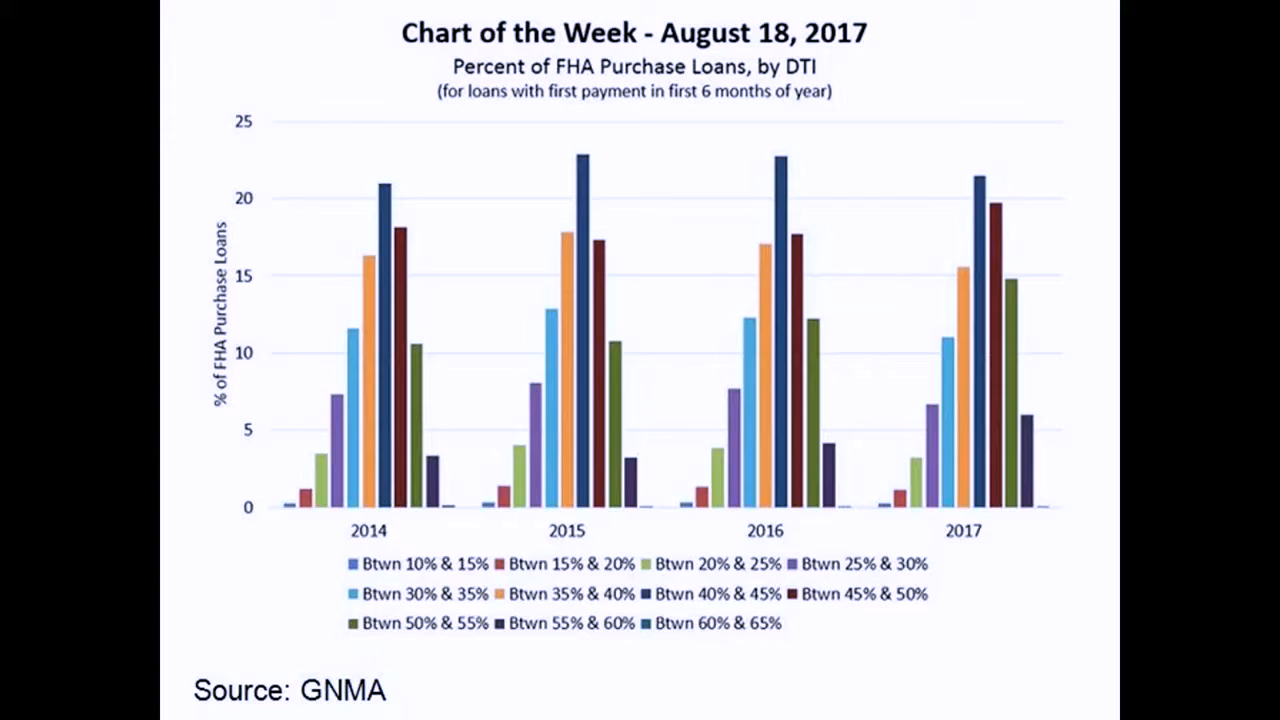 Chart of the Week - August 18, 2017
Percent of FHA Purchase Loans, by DTI
(for loans with first payment in first 6 months of year)
% of FHA Purchase Loans
25
20
15
10
5
0
2014 2015 2016 2017
Btwn 10% & 15% Btwn 15% & 20% Btwn 20% & 25% Btwn 25% & 30%
Btwn 30% & 35% Btwn 35% & 40% Btwn 40% & 45% Btwn 45% & 50%
Btwn 50% & 55% Btwn 55% & 60% Btwn 60% & 65%
Source: GNMA